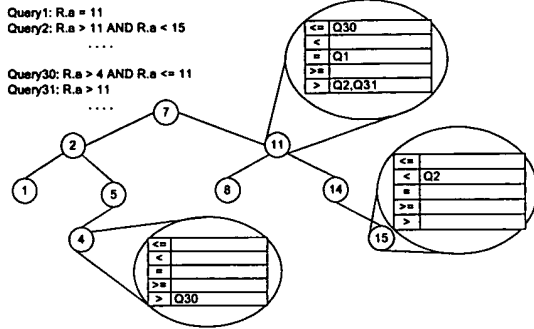 Query1: R.a = 11
Query2: R.a > 11 AND R.a < 15
. . . .
Query30: R.a > 4 AND R.a <= 11
Query31: R.a > 11
. . . .
<= Q30
<
= Q1
>=
> Q2,Q31
7
2
11
1
5
8
14
<=
< Q2
=
>=
>
4
15
<=
<
=
>=
> Q30